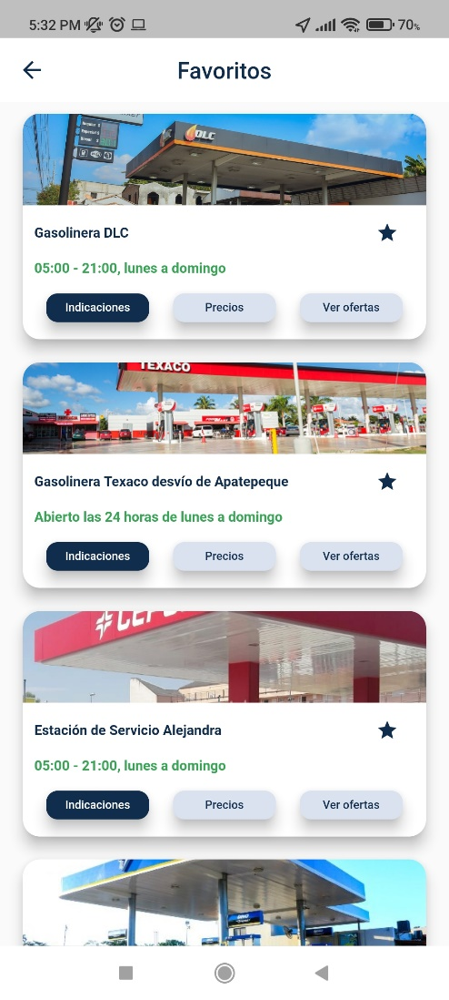 5:32 PM
70%
Favoritos
DLC
Gasolinera DLC
05:00 - 21:00, lunes a domingo
Indicaciones Precios Ver ofertas
TEXACO
Gasolinera Texaco desvío de Apatepeque
Abierto las 24 horas de lunes a domingo
Indicaciones Precios Ver ofertas
Estación de Servicio Alejandra
05:00 - 21:00, lunes a domingo
Indicaciones Precios Ver ofertas